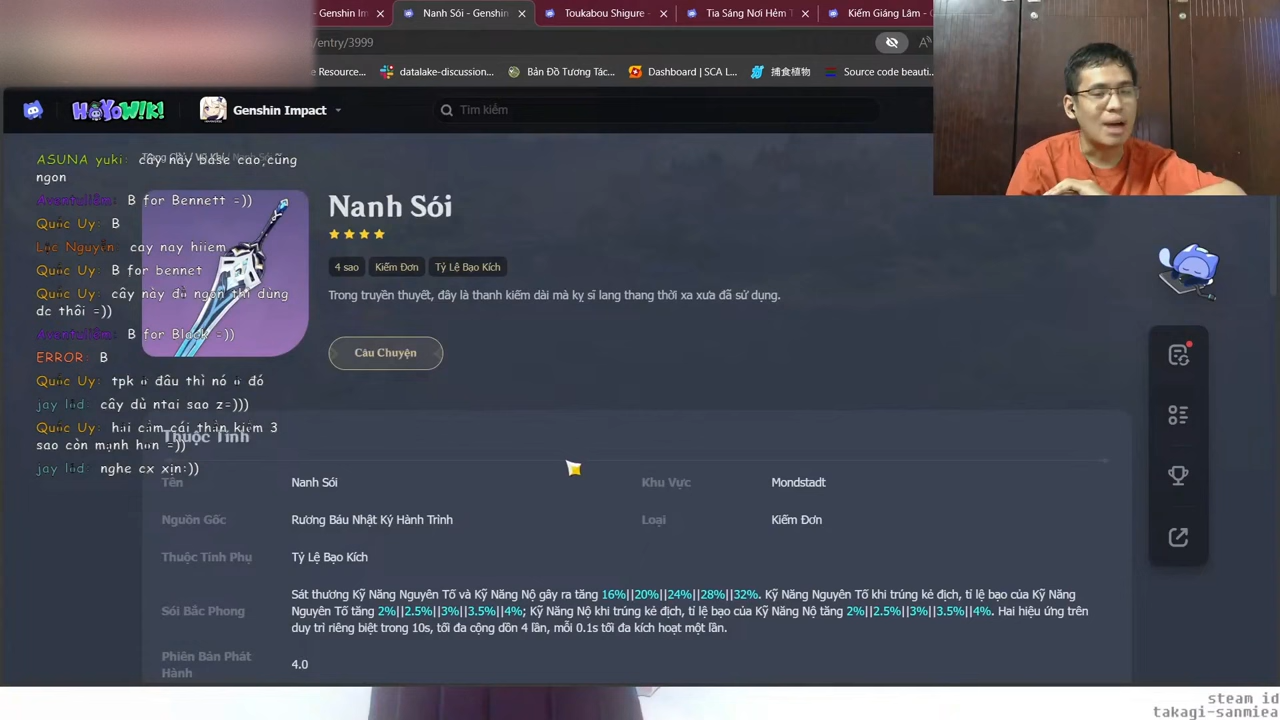 - Genshin Im
Nanh Sói - Genshin
Toukabou Shigure -
Tia Sáng Nơi Hẻm T
Kiếm Giáng Lâm -
/entry/3999
Resource...
datalake-discussion...
Bản Đồ Tương Tác...
Dashboard | SCA L...
捕食植物
Source code beauti...
HoYoWiKi
Genshin Impact
Tìm kiếm
ASUNA yuki: cây này base cao,cũng
ngon
Aventuliêm: B for Bennett =))
Quốc Uy: B
Lúc Nguyễn: cay nay hiiem
Quốc Uy: B for bennet
Quốc Uy: cây này đủ ngon thì dùng
dc thôi =))
Aventuliêm: B for Black =))
ERROR: B
Quốc Uy: tpk ở đâu thì nó ở đó
jay lỏd: cây dù ntai sao z=)))
Quốc Uy: hai cầm cái thân kiếm 3
sao còn mạnh hơn =))
jay lỏd: nghe cx xịn:))
Nanh Sói
4 sao
Kiếm Đơn
Tỷ Lệ Bạo Kích
Trong truyền thuyết, đây là thanh kiếm dài mà kỵ sĩ lang thang thời xa xưa đã sử dụng.
Câu Chuyện
Thuộc Tính
Tên
Nanh Sói
Khu Vực
Mondstadt
Nguồn Gốc
Rương Báu Nhật Ký Hành Trình
Loại
Kiếm Đơn
Thuộc Tính Phụ
Tỷ Lệ Bạo Kích
Sói Bắc Phong
Sát thương Kỹ Năng Nguyên Tố và Kỹ Năng Nộ gây ra tăng 16%||20%||24%||28%||32%. Kỹ Năng Nguyên Tố khi trúng kẻ địch, tỉ lệ bạo của Kỹ Năng
Nguyên Tố tăng 2%||2.5%||3%||3.5%||4%; Kỹ Năng Nộ khi trúng kẻ địch, tỉ lệ bạo của Kỹ Năng Nộ tăng 2%||2.5%||3%||3.5%||4%. Hai hiệu ứng trên
duy trì riêng biệt trong 10s, tối đa cộng dồn 4 lần, mỗi 0.1s tối đa kích hoạt một lần.
Phiên Bản Phát
Hành
4.0
steam id
takagi-sanmiea